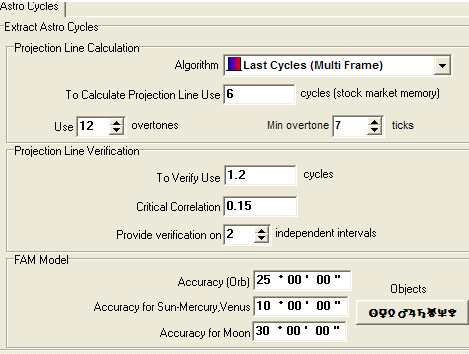 Astro Cycles
Extract Astro Cycles
Projection Line Calculation
Algorithm Last Cycles (Multi Frame)
To Calculate Projection Line Use 6 cycles (stock market memory)
Use 12 overtones Min overtone 7 ticks
Projection Line Verification
To Verify Use 1.2 cycles
Critical Correlation 0.15
Provide verification on 2 independent intervals
FAM Model
Accuracy (Orb) 25 ° 00 ' 00 "
Objects
Accuracy for Sun-Mercury,Venus 10 ° 00 ' 00 "
Accuracy for Moon 30 ° 00 ' 00 "